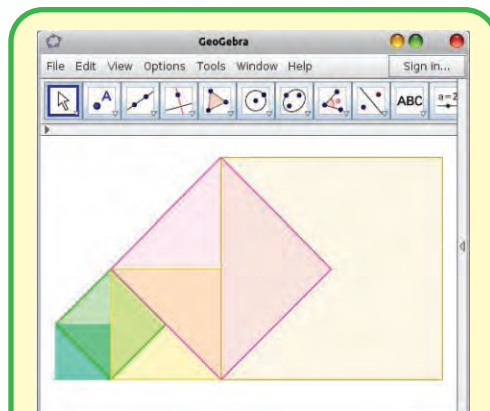 GeoGebra
File Edit View Options Tools Window Help Sign in...
A ABC a=2